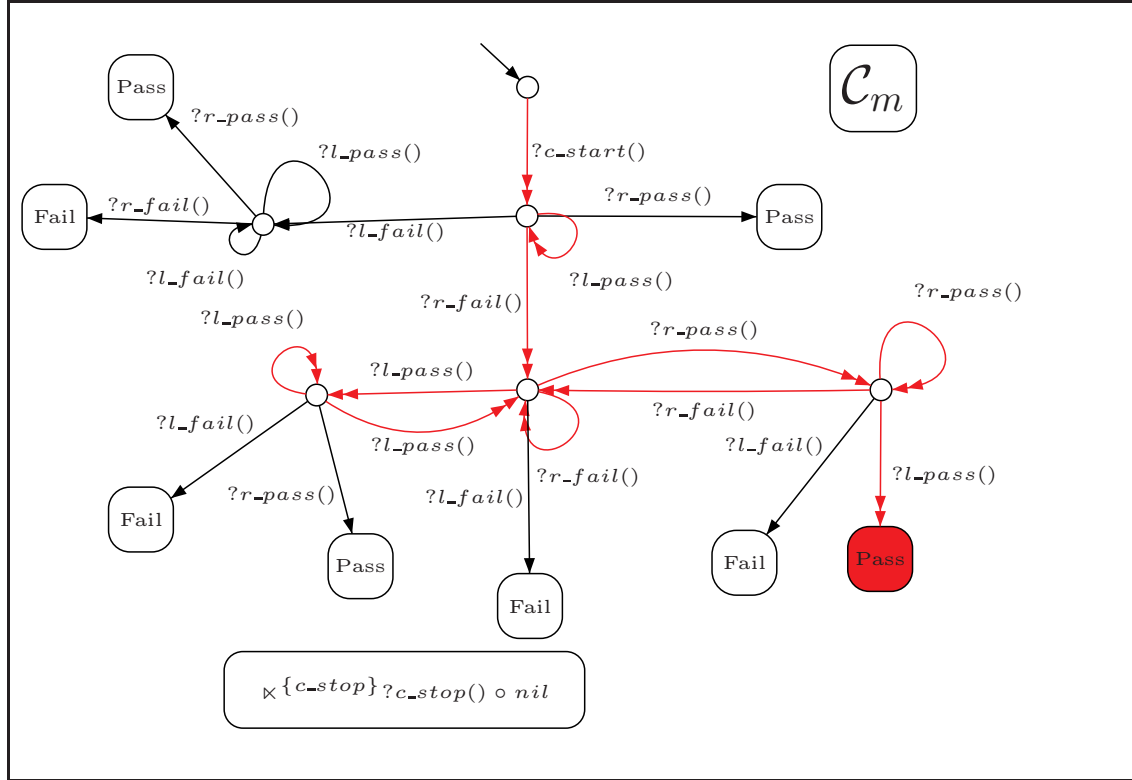 Pass
𝒞m
?r_pass()
?l_pass()
?c_start()
?r_pass()
Fail
?r_fail()
Pass
?l_fail()
?l_fail()
?l_pass()
?r_fail()
?r_pass()
?l_pass()
?r_pass()
?l_pass()
?r_fail()
?l_fail()
?l_pass()
?l_fail()
?l_pass()
?r_fail()
?r_pass()
?l_fail()
Fail
Pass
Fail
Pass
Fail
⋉{c_stop}?c_stop() ∘ nil